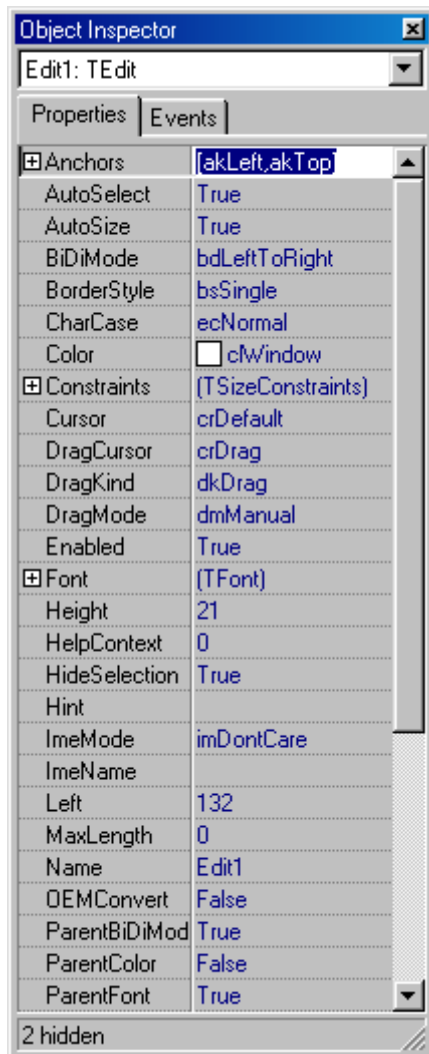 Object Inspector
Edit1: TEdit
Properties Events
Anchors [akLeft,akTop]
AutoSelect True
AutoSize True
BiDiMode bdLeftToRight
BorderStyle bsSingle
CharCase ecNormal
Color clWindow
Constraints (TSizeConstraints)
Cursor crDefault
DragCursor crDrag
DragKind dkDrag
DragMode dmManual
Enabled True
Font (TFont)
Height 21
HelpContext 0
HideSelection True
Hint
ImeMode imDontCare
ImeName
Left 132
MaxLength 0
Name Edit1
OEMConvert False
ParentBiDiMod True
ParentColor False
ParentFont True
2 hidden